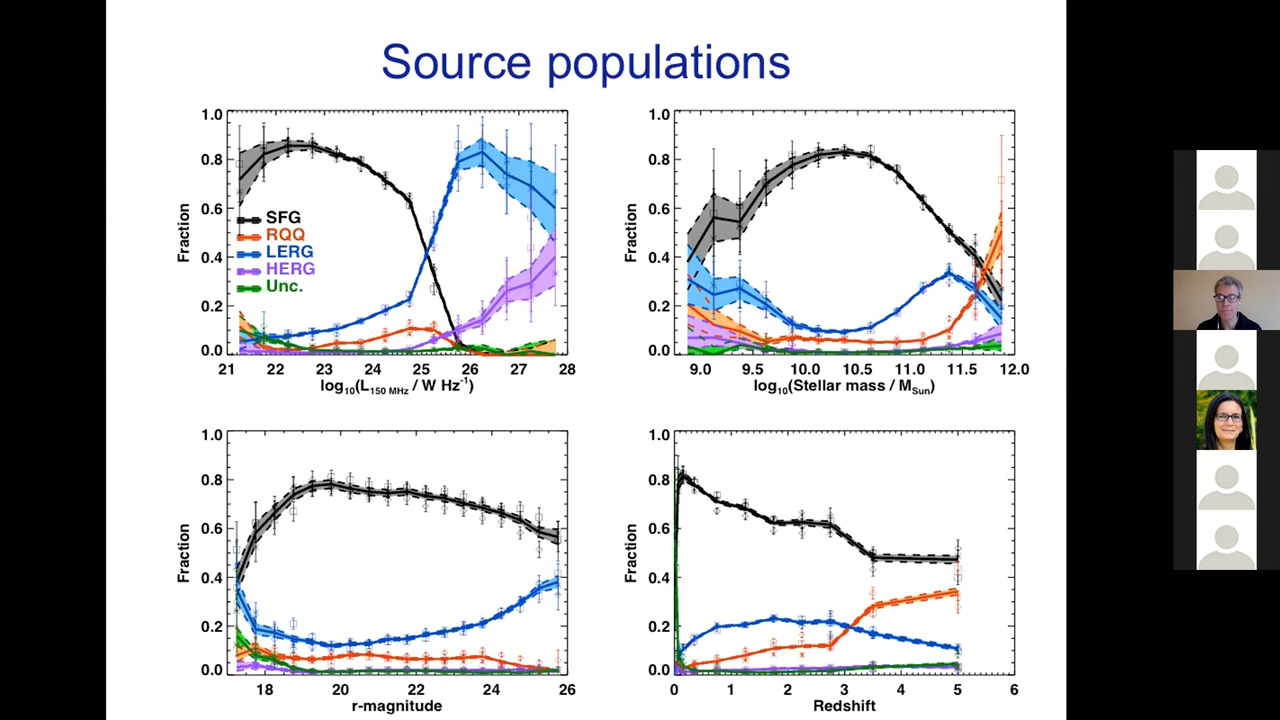 Source populations
1.0
0.8
0.6
0.4
0.2
0.0
Fraction
SFG
RQQ
LERG
HERG
Unc.
21 22 23 24 25 26 27 28
log10(L150 MHz / W Hz-1)
1.0
0.8
0.6
0.4
0.2
0.0
Fraction
9.0 9.5 10.0 10.5 11.0 11.5 12.0
log10(Stellar mass / MSun)
1.0
0.8
0.6
0.4
0.2
0.0
Fraction
18 20 22 24 26
r-magnitude
1.0
0.8
0.6
0.4
0.2
0.0
Fraction
0 1 2 3 4 5 6
Redshift